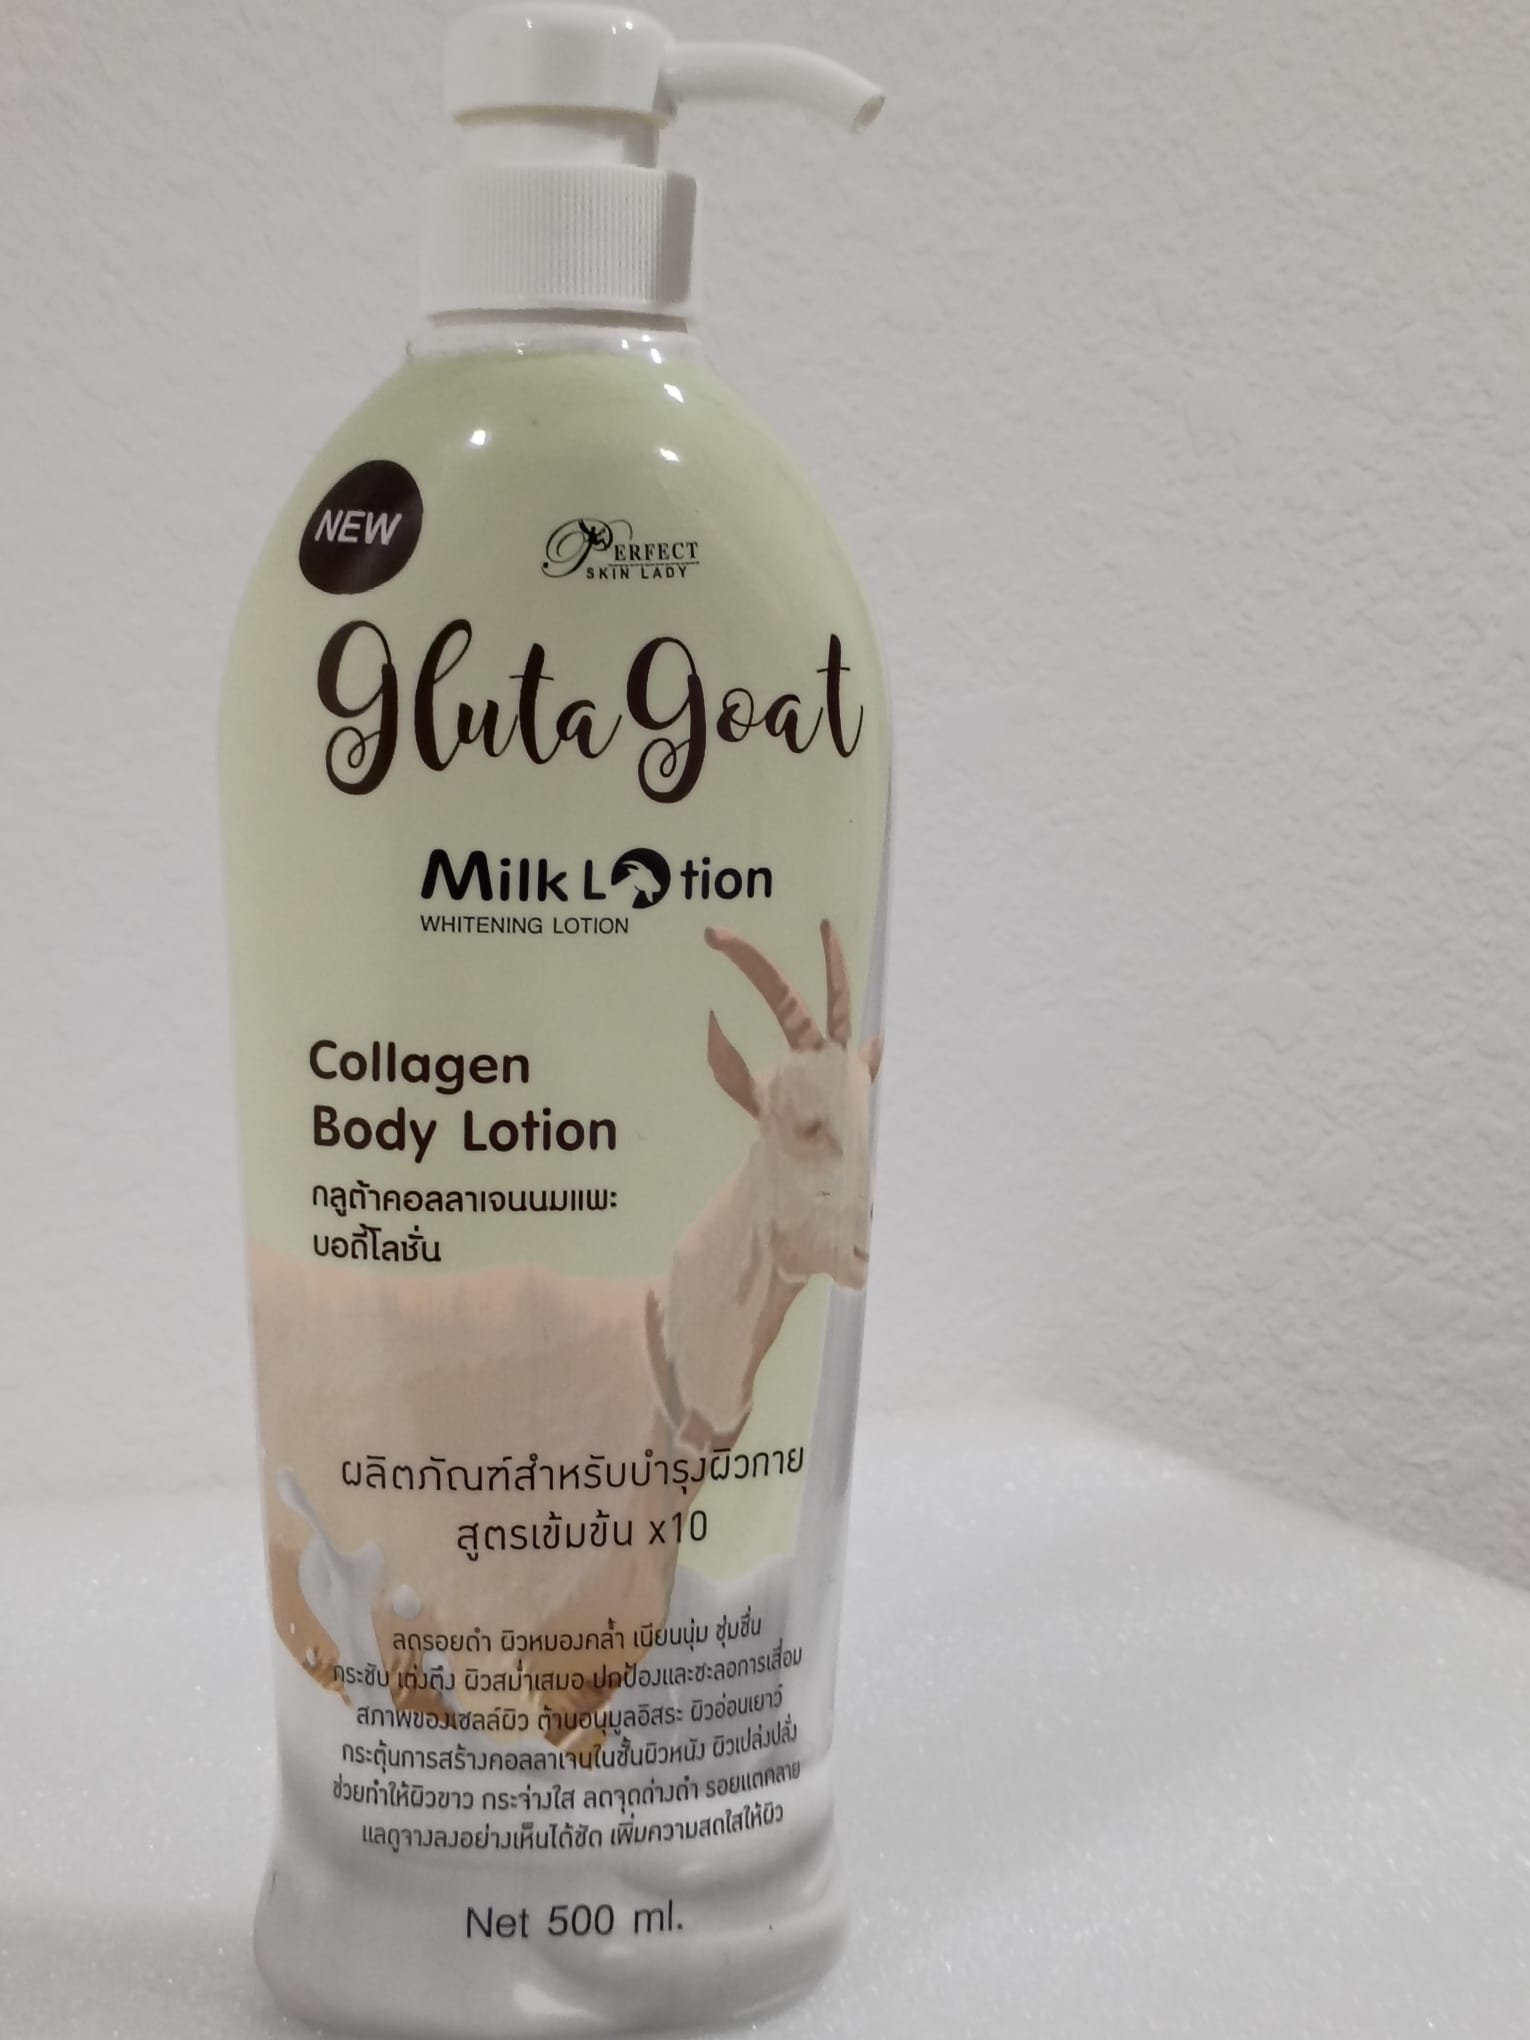 NEW
PERFECT
SKIN LADY
gluta goat
Milk Lotion
WHITENING LOTION
Collagen
Body Lotion
กลูต้าคอลลาเจนนมแพะ
บอดี้โลชั่น
ผลิตภัณฑ์สำหรับบำรุงผิวกาย
สูตรเข้มข้น x10
ลดรอยดำ ผิวหมองคล้ำ เนียนนุ่ม ชุ่มชื่น
กระชับ เต่งตึง ผิวสม่ำเสมอ ปกป้องและชะลอการเสื่อม
สภาพของเซลล์ผิว ต้านอนุมูลอิสระ ผิวอ่อนเยาว์
กระตุ้นการสร้างคอลลาเจนในชั้นผิวหนัง ผิวเปล่งปลั่ง
ช่วยทำให้ผิวขาว กระจ่างใส ลดจุดด่างดำ รอยแตกลาย
แลดูจางลงอย่างเห็นได้ชัด เพิ่มความสดใสให้ผิว
Net 500 ml.